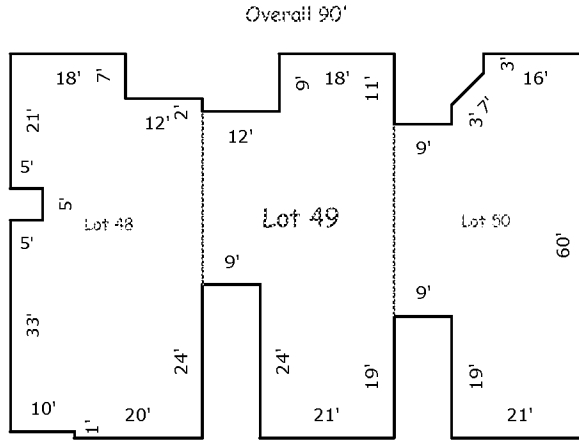 Overall 90'
18' 7' 9' 18' 11' 3' 16'
21' 12' 2' 12' 9' 3' 7'
5'
5' Lot 48 Lot 49 Lot 50
5' 60'
9' 9'
33' 24' 24' 19' 19'
10' 1' 20' 21' 21'